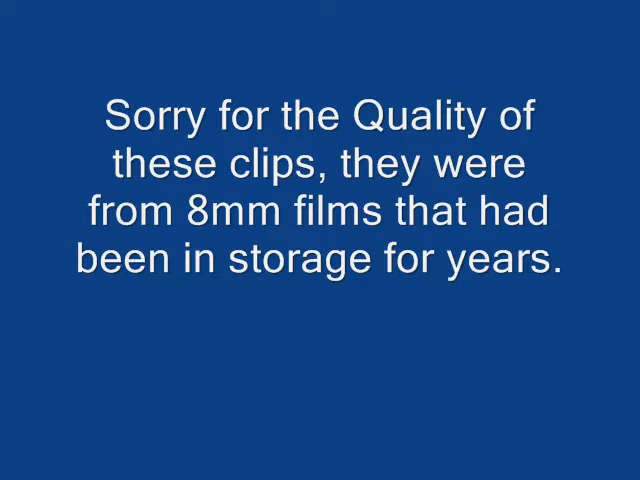 Sorry for the Quality of
these clips, they were
from 8mm films that had
been in storage for years.